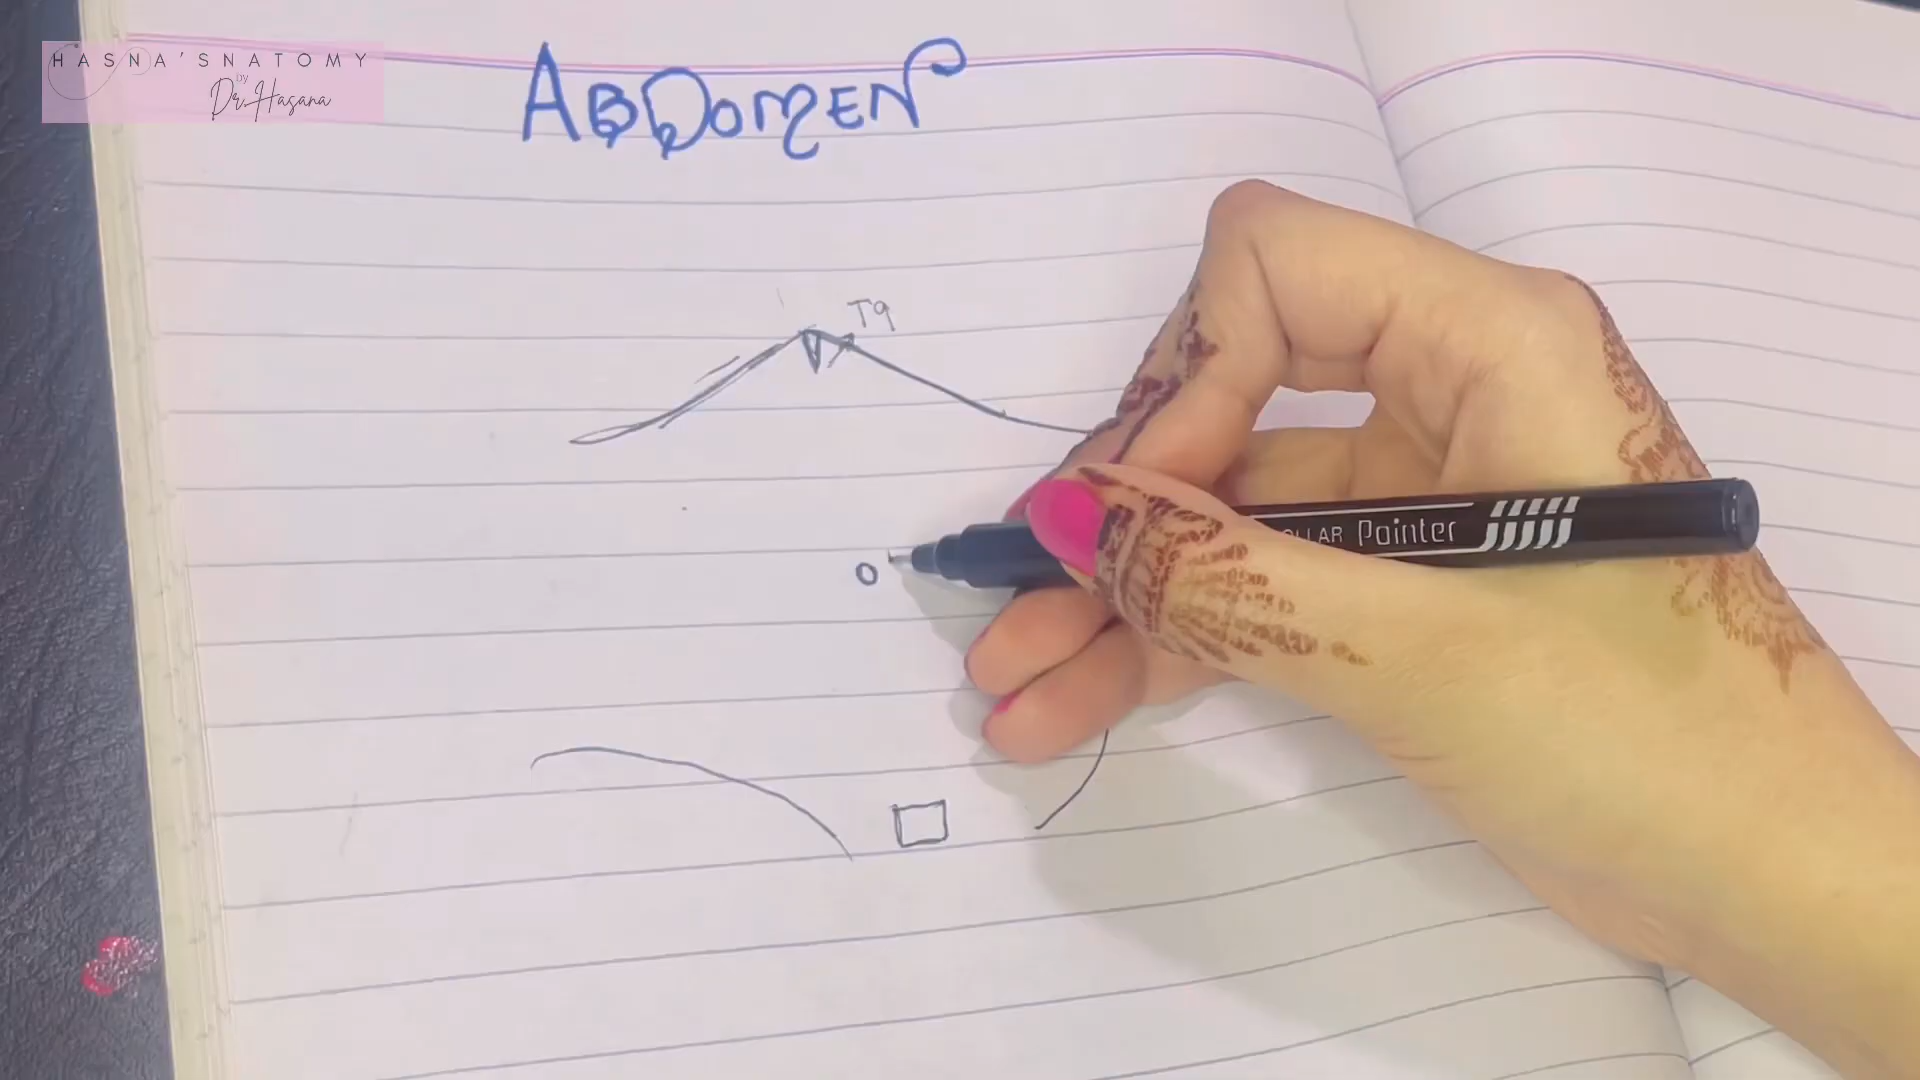 HASNA'SNATOMY
by
Dr.Hasana
ABDOMEN
T9
OLLAR Pointer